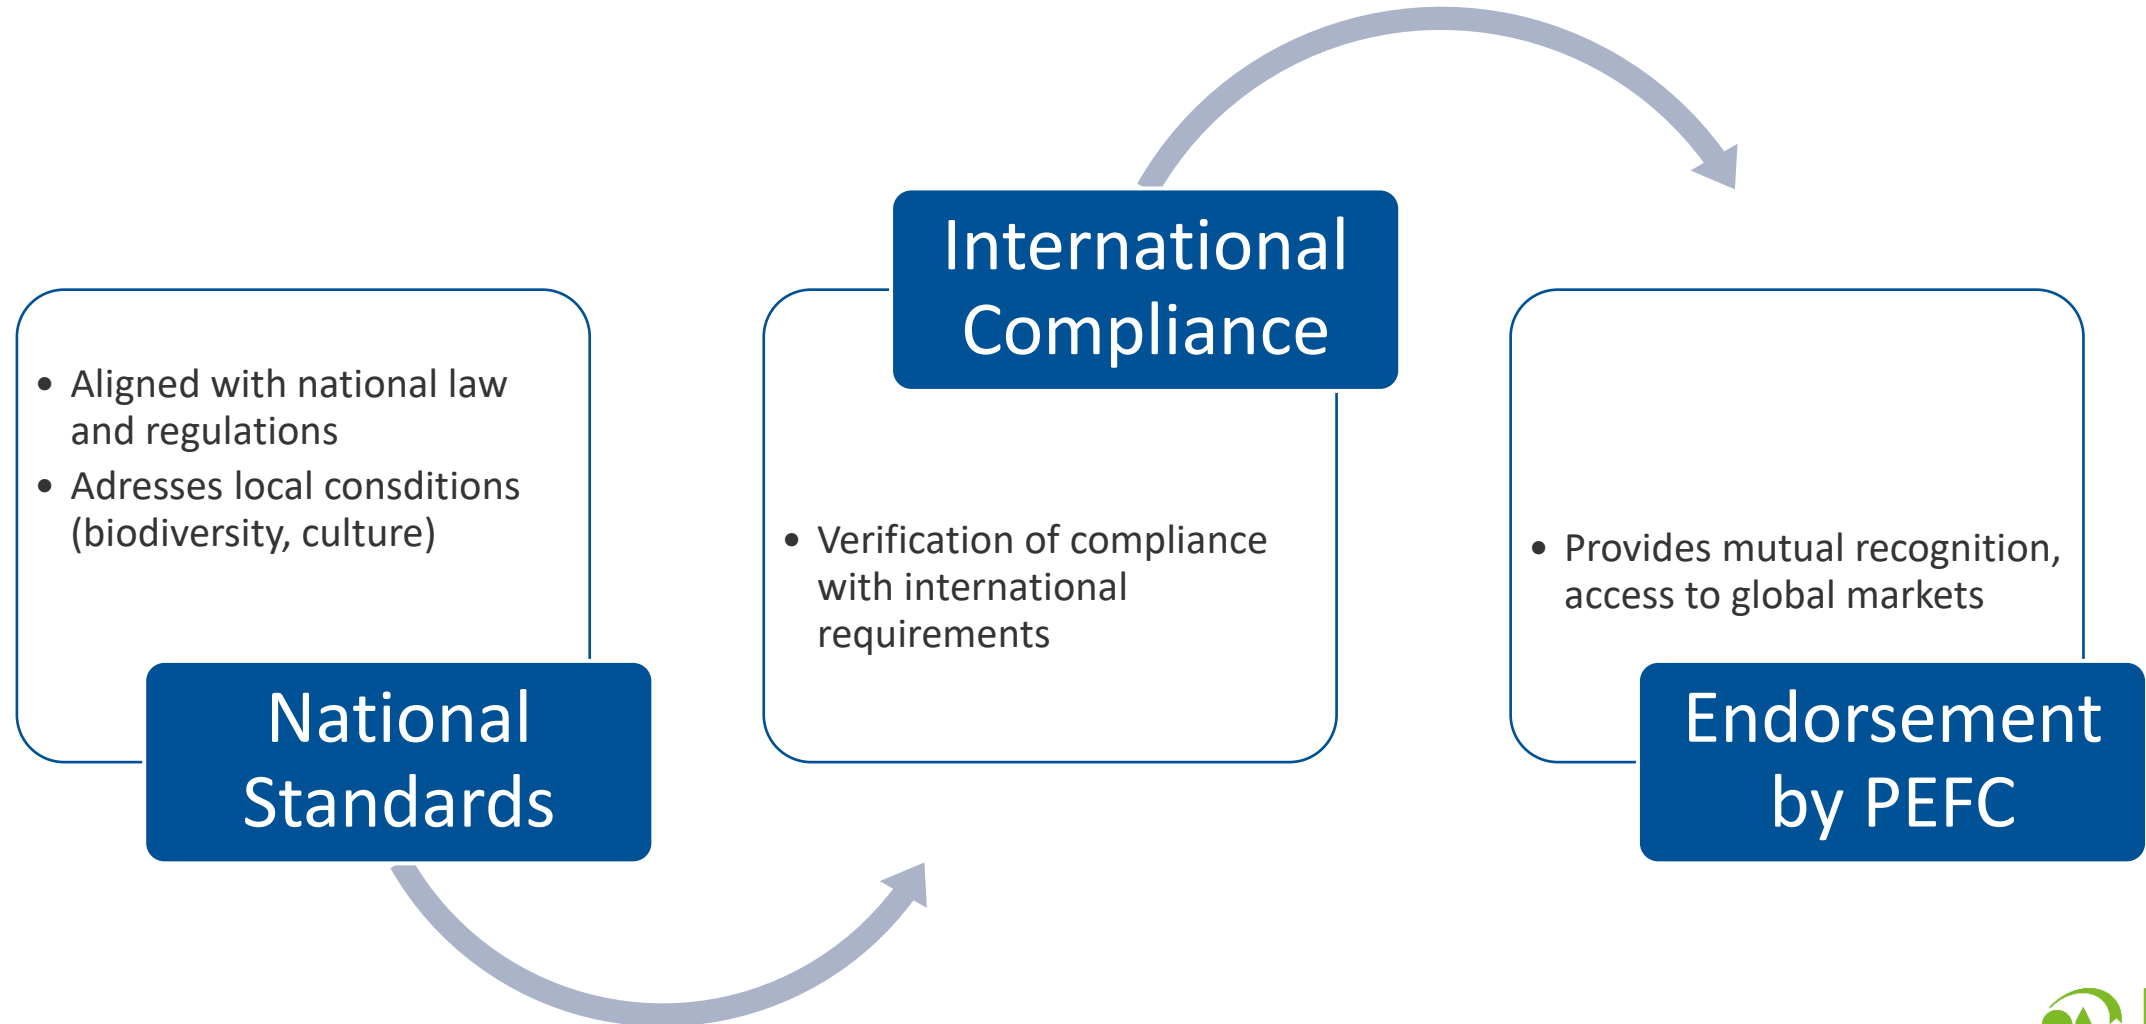 • Aligned with national law
and regulations
• Adresses local consditions
(biodiversity, culture)
National
Standards
International
Compliance
• Verification of compliance
with international
requirements
• Provides mutual recognition,
access to global markets
Endorsement
by PEFC